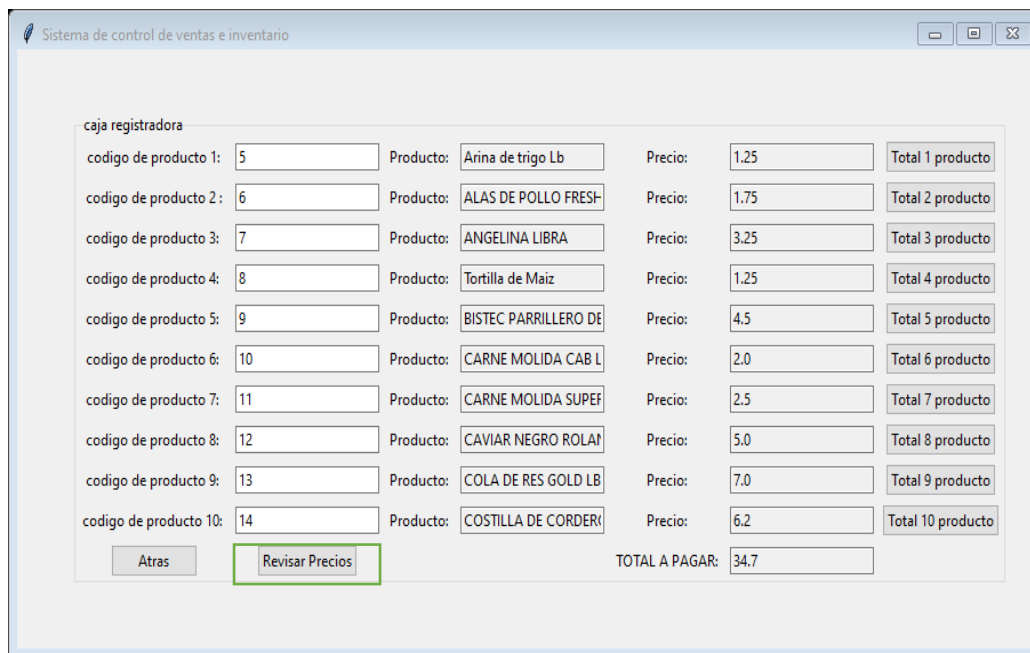 Sistema de control de ventas e inventario
caja registradora
codigo de producto 1: 5 Producto: Arina de trigo Lb Precio: 1.25 Total 1 producto
codigo de producto 2 : 6 Producto: ALAS DE POLLO FRESH Precio: 1.75 Total 2 producto
codigo de producto 3: 7 Producto: ANGELINA LIBRA Precio: 3.25 Total 3 producto
codigo de producto 4: 8 Producto: Tortilla de Maiz Precio: 1.25 Total 4 producto
codigo de producto 5: 9 Producto: BISTEC PARRILLERO DE Precio: 4.5 Total 5 producto
codigo de producto 6: 10 Producto: CARNE MOLIDA CAB L Precio: 2.0 Total 6 producto
codigo de producto 7: 11 Producto: CARNE MOLIDA SUPER Precio: 2.5 Total 7 producto
codigo de producto 8: 12 Producto: CAVIAR NEGRO ROLAN Precio: 5.0 Total 8 producto
codigo de producto 9: 13 Producto: COLA DE RES GOLD LB Precio: 7.0 Total 9 producto
codigo de producto 10: 14 Producto: COSTILLA DE CORDERO Precio: 6.2 Total 10 producto
Atras Revisar Precios TOTAL A PAGAR: 34.7